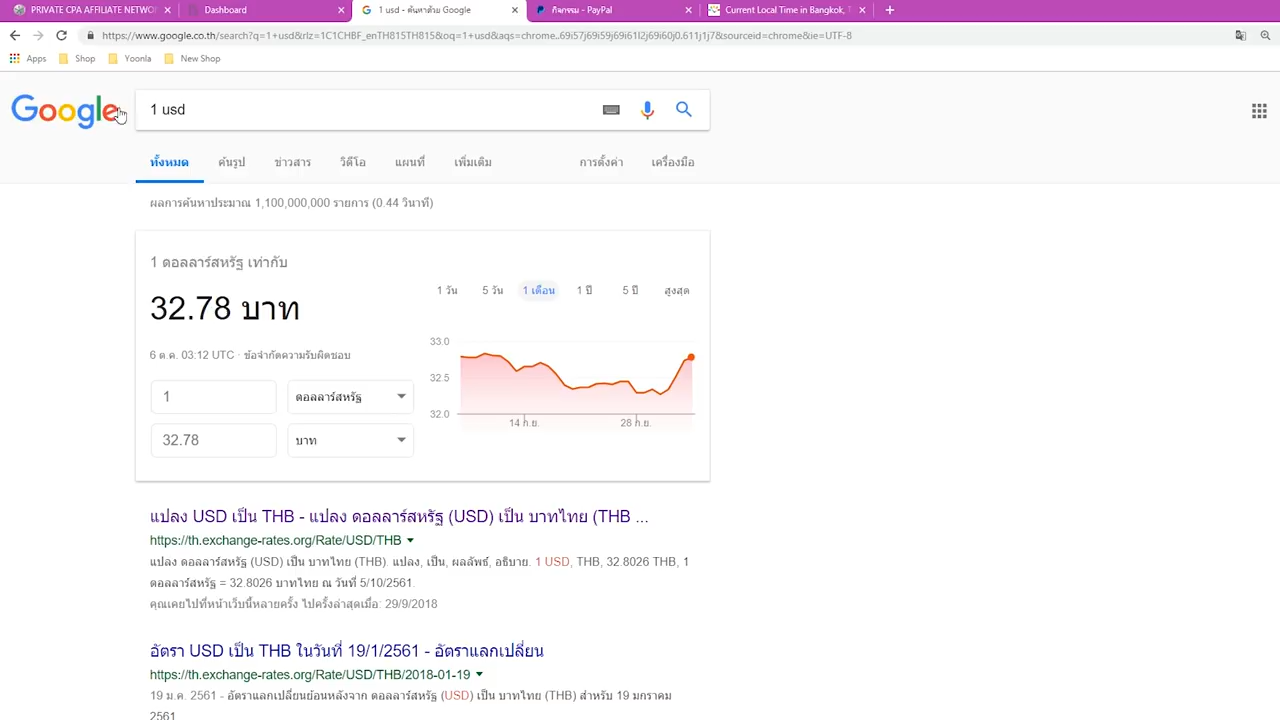 PRIVATE CPA AFFILIATE NETWOR
Dashboard
1 usd - ค้นหาด้วย Google
กิจกรรม - PayPal
Current Local Time in Bangkok,
https://www.google.co.th/search?q=1+usd&rlz=1C1CHBF_enTH815TH815&oq=1+usd&aqs=chrome..69i57j69i59j69i61l2j69i60j0.611j1j7&sourceid=chrome&ie=UTF-8
Apps Shop Yoonla New Shop
Google
1 usd
ทั้งหมด ค้นรูป ข่าวสาร วิดีโอ แผนที่ เพิ่มเติม การตั้งค่า เครื่องมือ
ผลการค้นหาประมาณ 1,100,000,000 รายการ (0.44 วินาที)
1 ดอลลาร์สหรัฐ เท่ากับ
32.78 บาท
6 ต.ค. 03:12 UTC · ข้อจำกัดความรับผิดชอบ
1 ดอลลาร์สหรัฐ
32.78 บาท
1 วัน 5 วัน 1 เดือน 1 ปี 5 ปี สูงสุด
33.0
32.5
32.0
14 ก.ย. 28 ก.ย.
แปลง USD เป็น THB - แปลง ดอลลาร์สหรัฐ (USD) เป็น บาทไทย (THB ...
https://th.exchange-rates.org/Rate/USD/THB
แปลง ดอลลาร์สหรัฐ (USD) เป็น บาทไทย (THB). แปลง, เป็น, ผลลัพธ์, อธิบาย. 1 USD, THB, 32.8026 THB, 1
ดอลลาร์สหรัฐ = 32.8026 บาทไทย ณ วันที่ 5/10/2561.
คุณเคยไปที่หน้าเว็บนี้หลายครั้ง ไปครั้งล่าสุดเมื่อ: 29/9/2018
อัตรา USD เป็น THB ในวันที่ 19/1/2561 - อัตราแลกเปลี่ยน
https://th.exchange-rates.org/Rate/USD/THB/2018-01-19
19 ม.ค. 2561 - อัตราแลกเปลี่ยนย้อนหลังจาก ดอลลาร์สหรัฐ (USD) เป็น บาทไทย (THB) สำหรับ 19 มกราคม
2561